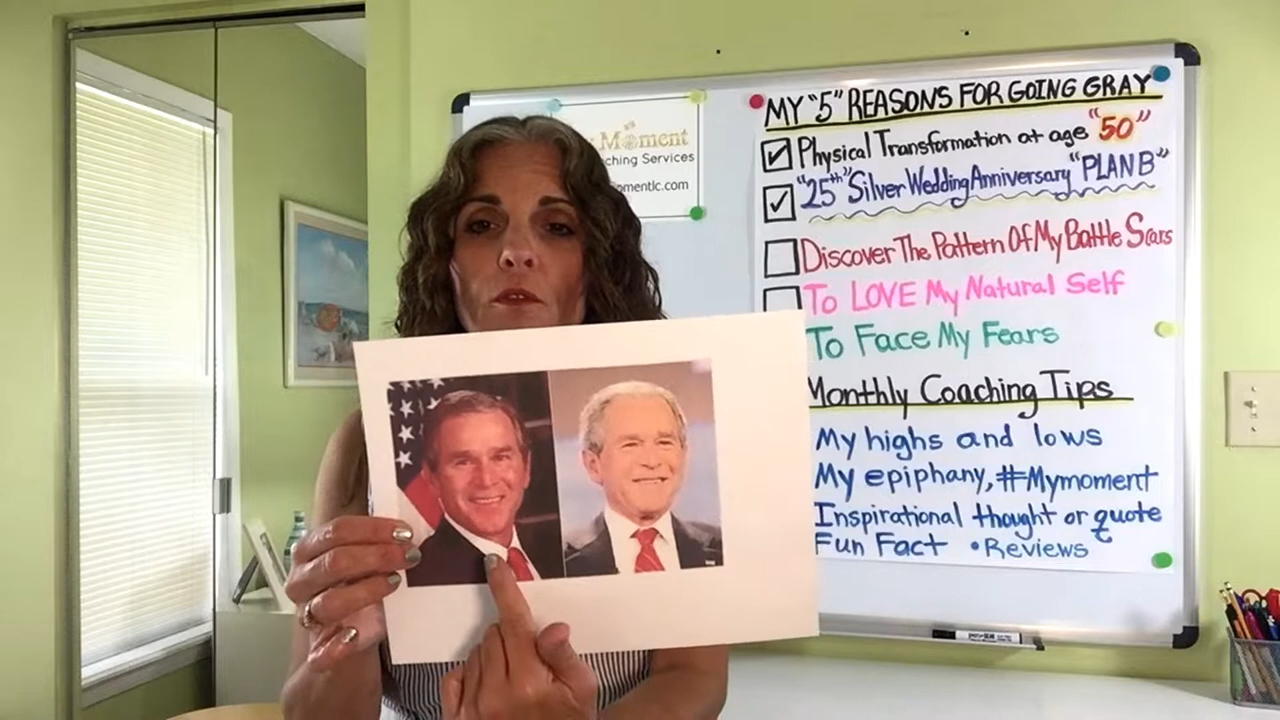 Moment
ching Services
mentlc.com
MY "5" REASONS FOR GOING GRAY
Physical Transformation at age "50"
"25th" Silver Wedding Anniversary "PLAN B"
Discover The Pattern Of My Battle Scars
To LOVE My Natural Self
To Face My Fears
Monthly Coaching Tips
My highs and lows
My epiphany, #Mymoment
Inspirational thought or quote
Fun Fact • Reviews